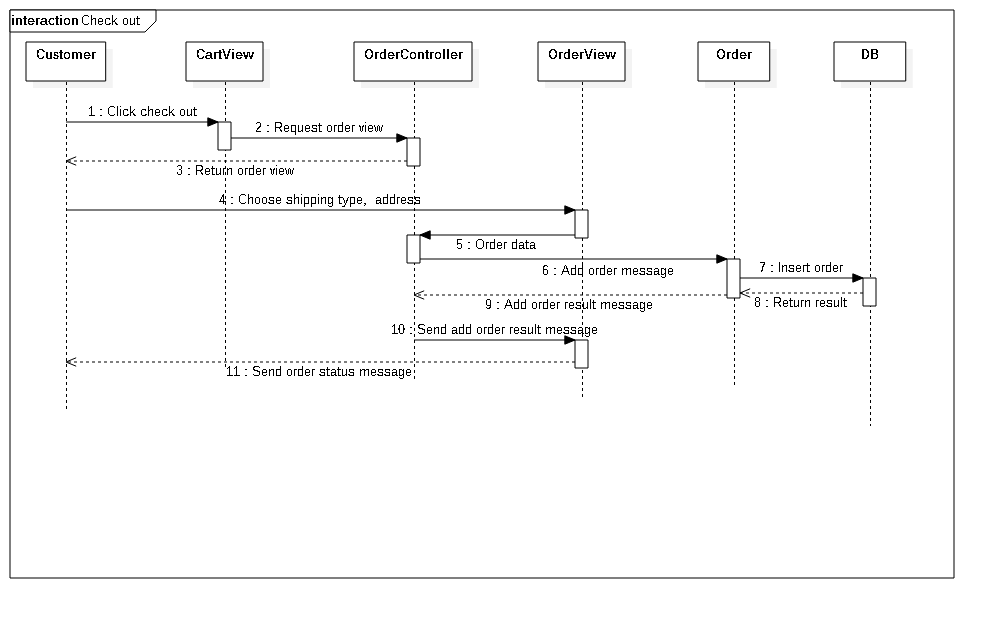 interaction Check out
Customer
CartView
OrderController
OrderView
Order
DB
1 : Click check out
2 : Request order view
3 : Return order view
4 : Choose shipping type, address
5 : Order data
6 : Add order message
7 : Insert order
8 : Return result
9 : Add order result message
10 : Send add order result message
11 : Send order status message